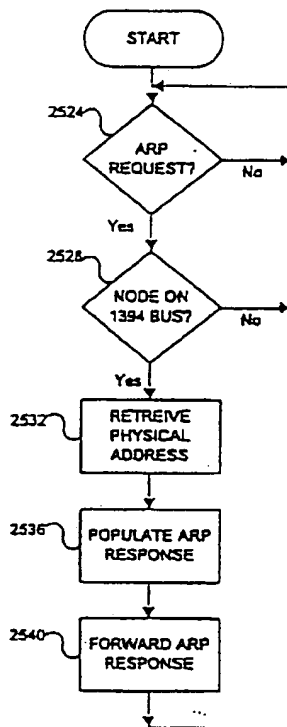 START
2524
ARP
REQUEST?
No
Yes
2528
NODE ON
1394 BUS?
No
Yes
2532
RETREIVE
PHYSICAL
ADDRESS
2536
POPULATE ARP
RESPONSE
2540
FORWARD ARP
RESPONSE
...